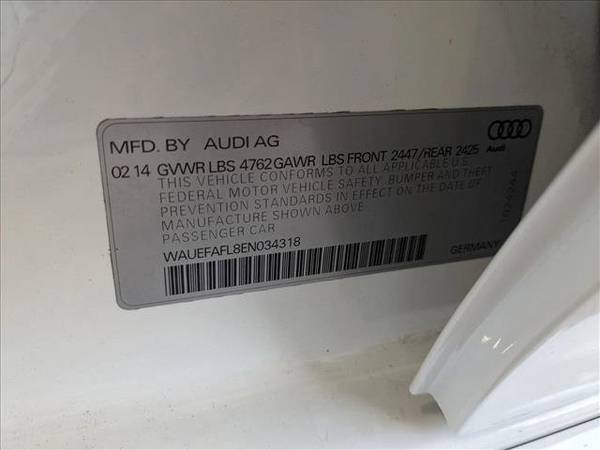 MFD. BY AUDI AG
Audi
02 14 GVWR LBS 4762 GAWR LBS FRONT 2447/REAR 2425
THIS VEHICLE CONFORMS TO ALL APPLICABLE U.S.
FEDERAL MOTOR VEHICLE SAFETY, BUMPER AND THEFT
PREVENTION STANDARDS IN EFFECT ON THE DATE OF
MANUFACTURE SHOWN ABOVE.
PASSENGER CAR
WAUEFAFL8EN034318
GERMANY